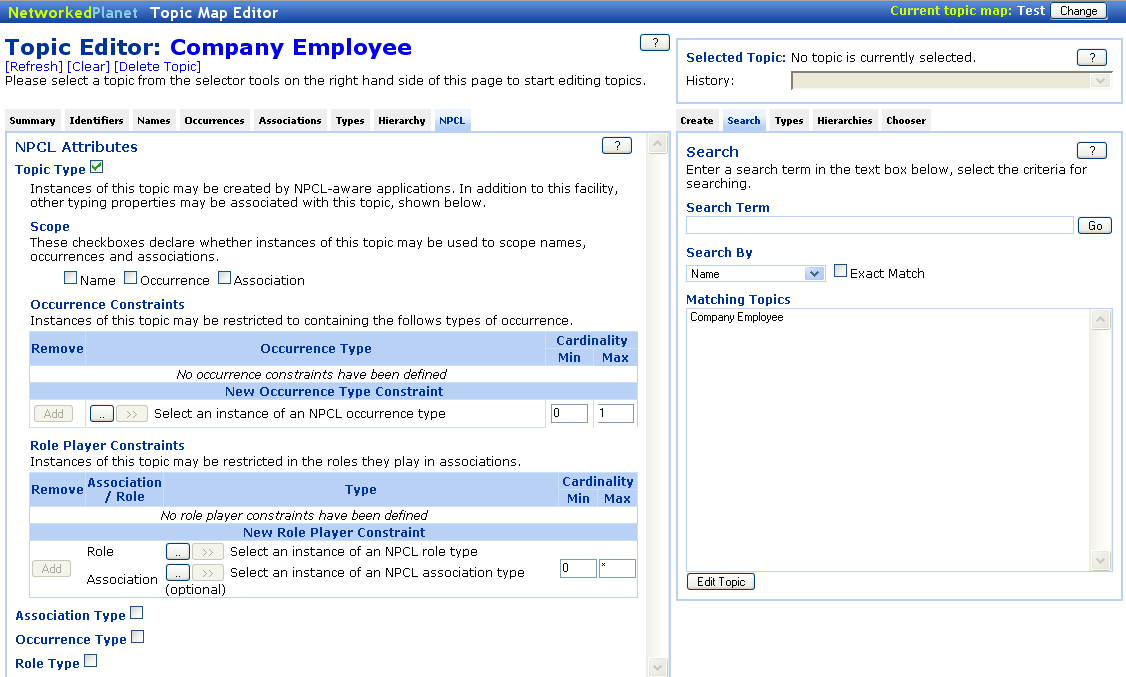 NetworkedPlanet Topic Map Editor
Current topic map: Test Change
Topic Editor: Company Employee
?
[Refresh] [Clear] [Delete Topic]
Please select a topic from the selector tools on the right hand side of this page to start editing topics.
Summary Identifiers Names Occurrences Associations Types Hierarchy NPCL
NPCL Attributes
?
Topic Type
Instances of this topic may be created by NPCL-aware applications. In addition to this facility,
other typing properties may be associated with this topic, shown below.
Scope
These checkboxes declare whether instances of this topic may be used to scope names,
occurrences and associations.
Name Occurrence Association
Occurrence Constraints
Instances of this topic may be restricted to containing the follows types of occurrence.
Remove Occurrence Type Cardinality
Min Max
No occurrence constraints have been defined
New Occurrence Type Constraint
Add .. >> Select an instance of an NPCL occurrence type 0 1
Role Player Constraints
Instances of this topic may be restricted in the roles they play in associations.
Remove Association / Role Type Cardinality
Min Max
No role player constraints have been defined
New Role Player Constraint
Role .. >> Select an instance of an NPCL role type
Add 0 *
Association .. >> Select an instance of an NPCL association type
(optional)
Association Type
Occurrence Type
Role Type
Selected Topic: No topic is currently selected. ?
History:
Create Search Types Hierarchies Chooser
Search
?
Enter a search term in the text box below, select the criteria for
searching.
Search Term
Go
Search By
Name Exact Match
Matching Topics
Company Employee
Edit Topic